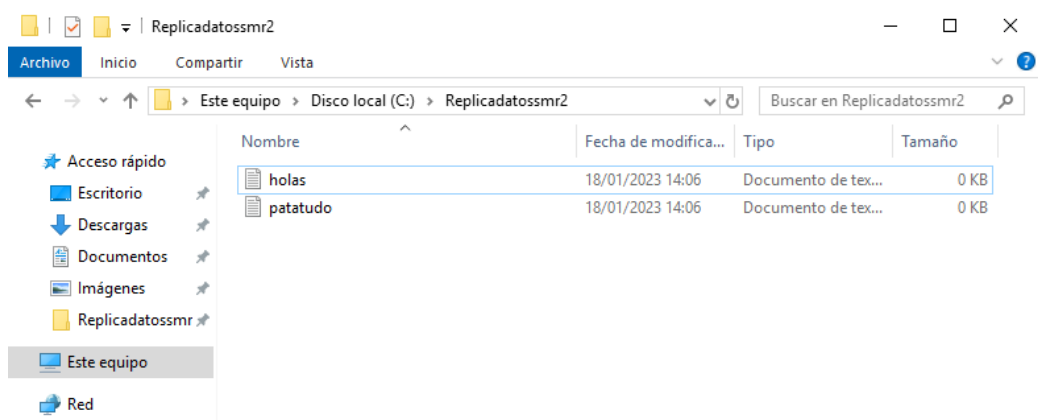 Replicadatossmr2
Archivo Inicio Compartir Vista
Este equipo > Disco local (C:) > Replicadatossmr2 Buscar en Replicadatossmr2
Nombre Fecha de modifica... Tipo Tamaño
Acceso rápido
holas 18/01/2023 14:06 Documento de tex... 0 KB
Escritorio
patatudo 18/01/2023 14:06 Documento de tex... 0 KB
Descargas
Documentos
Imágenes
Replicadatossmr
Este equipo
Red